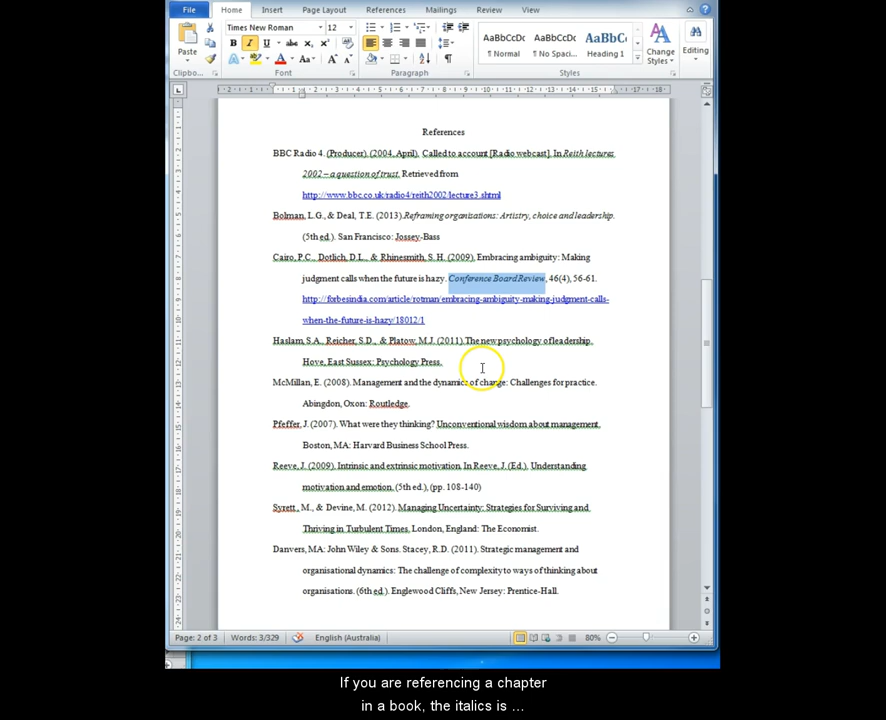 File Home Insert Page Layout References Mailings Review View
Times New Roman 12
Paste
B I U abc x₂ x²
A A Aa A A
AaBbCcDc AaBbCcDc AaBbCc
¶ Normal ¶ No Spaci... Heading 1
Change Styles
Editing
Clipbo... Font Paragraph Styles
References
BBC Radio 4. (Producer). (2004, April). Called to account [Radio webcast]. In Reith lectures
2002 – a question of trust. Retrieved from
http://www.bbc.co.uk/radio4/reith2002/lecture3.shtml
Bolman, L.G., & Deal, T.E. (2013).Reframing organisations: Artistry, choice and leadership.
(5th ed.). San Francisco: Jossey-Bass
Cairo, P.C., Dotlich, D.L., & Rhinesmith, S. H. (2009). Embracing ambiguity: Making
judgment calls when the future is hazy. Conference Board Review, 46(4), 56-61.
http://forbesindia.com/article/rotman/embracing-ambiguity-making-judgment-calls-
when-the-future-is-hazy/18012/1
Haslam, S.A., Reicher, S.D., & Platow, M.J. (2011).The new psychology of leadership.
Hove, East Sussex: Psychology Press.
McMillan, E. (2008). Management and the dynamics of change: Challenges for practice.
Abingdon, Oxon: Routledge.
Pfeffer, J. (2007). What were they thinking? Unconventional wisdom about management.
Boston, MA: Harvard Business School Press.
Reeve, J. (2009). Intrinsic and extrinsic motivation. In Reeve, J. (Ed.). Understanding
motivation and emotion. (5th ed.), (pp. 108-140)
Syrett, M., & Devine, M. (2012). Managing Uncertainty: Strategies for Surviving and
Thriving in Turbulent Times, London, England: The Economist.
Danvers, MA: John Wiley & Sons. Stacey, R.D. (2011). Strategic management and
organisational dynamics: The challenge of complexity to ways of thinking about
organisations. (6th ed.). Englewood Cliffs, New Jersey: Prentice-Hall.
Page: 2 of 3 Words: 3/329 English (Australia) 80%
If you are referencing a chapter
in a book, the italics is ...